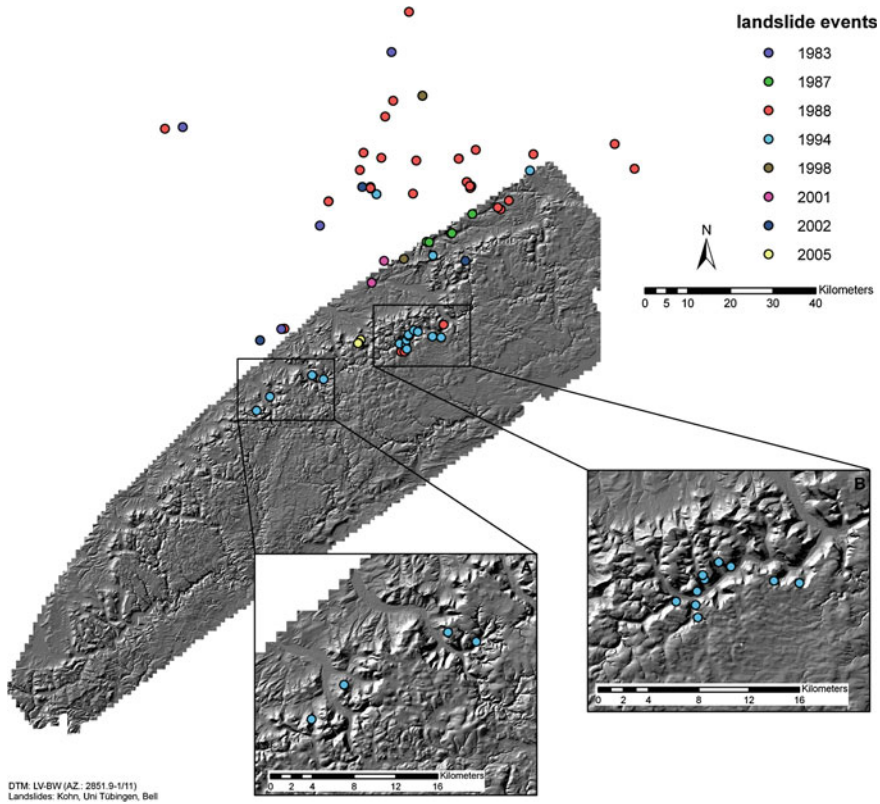 landslide events
1983
1987
1988
1994
1998
2001
2002
2005
N
Kilometers
0 5 10 20 30 40
B
Kilometers
0 2 4 8 12 16
A
Kilometers
0 2 4 8 12 16
DTM: LV-BW (AZ.: 2851.9-1/11)
Landslides: Kohn, Uni Tübingen, Bell